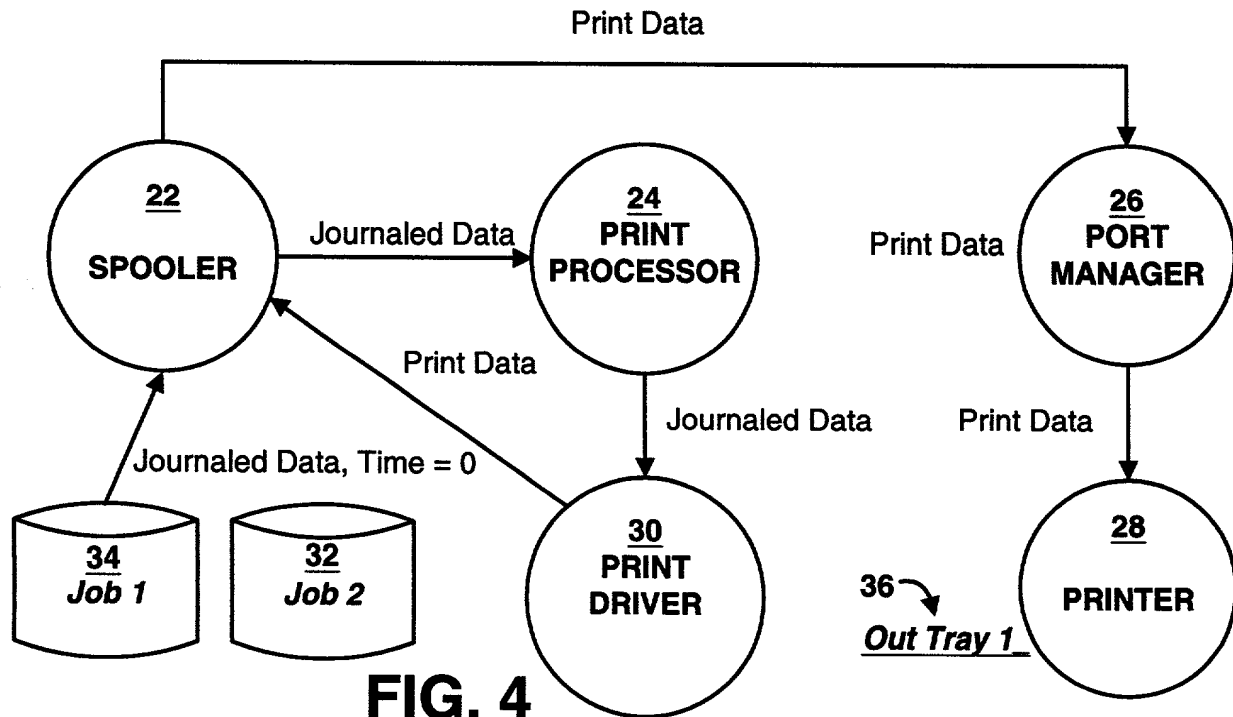 Print Data
22
SPOOLER
Journaled Data
24
PRINT
PROCESSOR
Print Data
26
PORT
MANAGER
Print Data
Journaled Data
Print Data
Journaled Data, Time = 0
34
Job 1
32
Job 2
30
PRINT
DRIVER
36
Out Tray 1_
28
PRINTER
FIG. 4